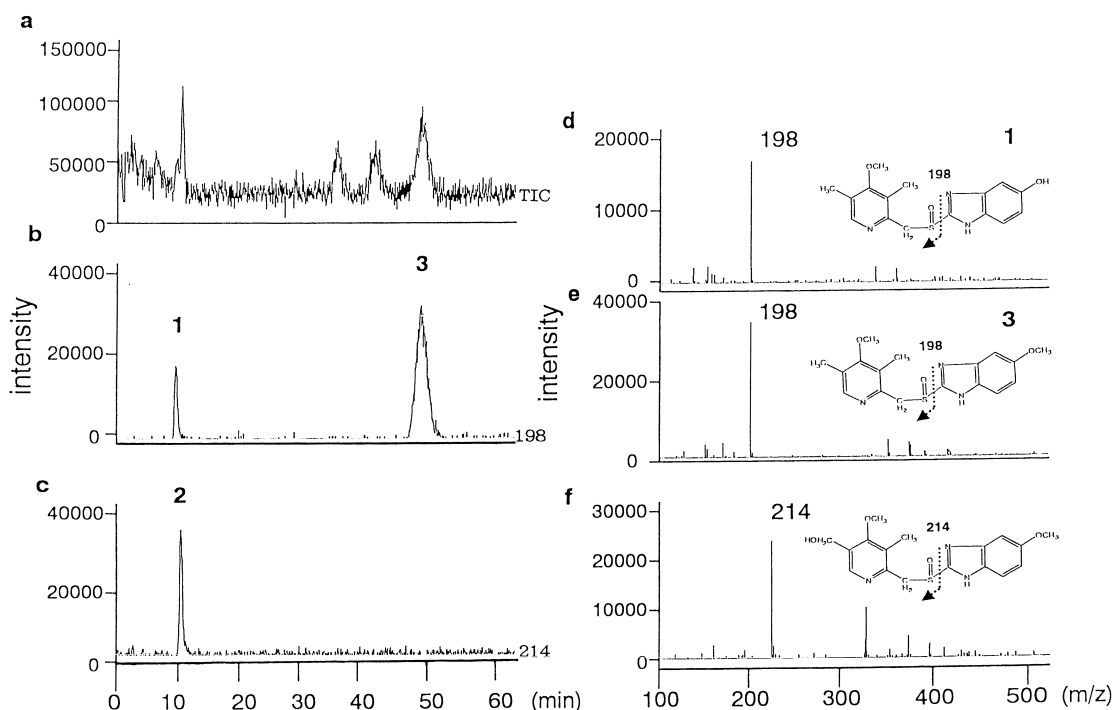 a
150000
100000
50000
0
TIC
b
40000
20000
0
1
3
198
intensity
c
40000
20000
0
2
214
0 10 20 30 40 50 60 (min)
d
20000
10000
0
198
1
OCH3
H3C
CH3
198
N
OH
O
S
N
C
H2
N
H
intensity
e
40000
20000
0
198
3
OCH3
H3C
CH3
198
N
OCH3
O
S
N
C
H2
N
H
f
30000
20000
10000
0
214
OCH3
HOH2C
CH3
214
N
OCH3
O
S
N
C
H2
N
H
100 200 300 400 500 (m/z)